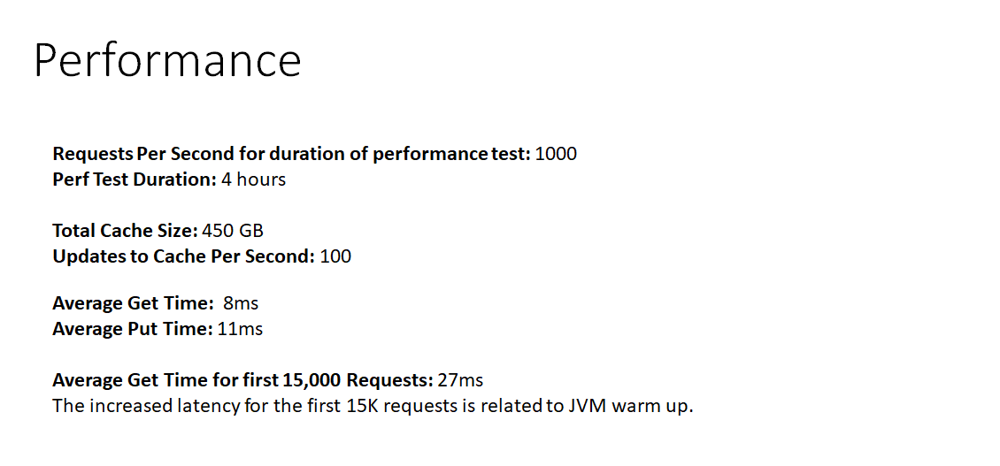 Performance
Requests Per Second for duration of performance test: 1000
Perf Test Duration: 4 hours
Total Cache Size: 450 GB
Updates to Cache Per Second: 100
Average Get Time: 8ms
Average Put Time: 11ms
Average Get Time for first 15,000 Requests: 27ms
The increased latency for the first 15K requests is related to JVM warm up.